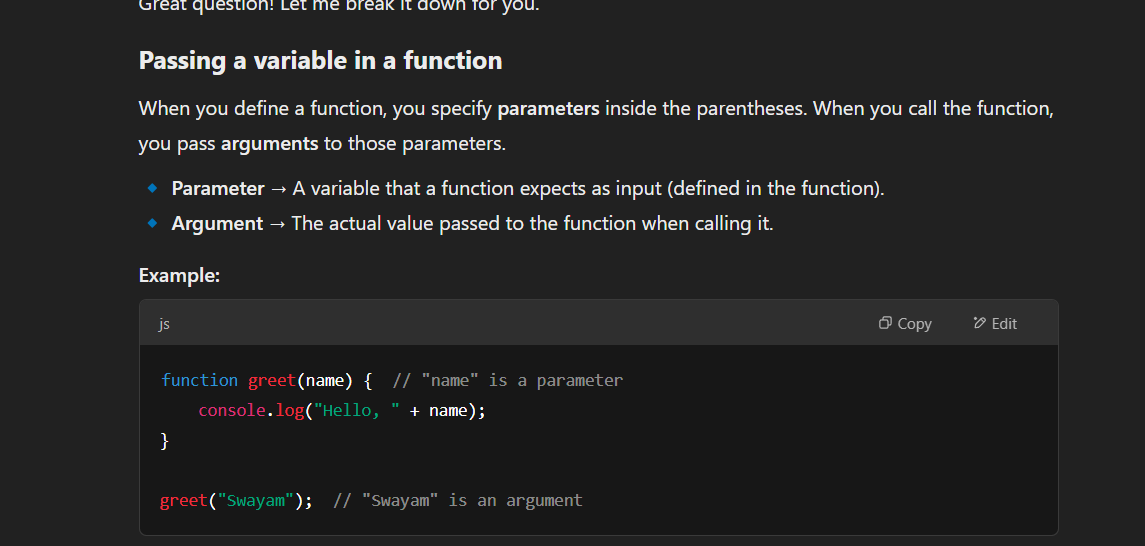 Great question! Let me break it down for you.
Passing a variable in a function
When you define a function, you specify parameters inside the parentheses. When you call the function,
you pass arguments to those parameters.
🔹 Parameter → A variable that a function expects as input (defined in the function).
🔹 Argument → The actual value passed to the function when calling it.
Example:
js Copy Edit
function greet(name) {  // "name" is a parameter
    console.log("Hello, " + name);
}
greet("Swayam");  // "Swayam" is an argument